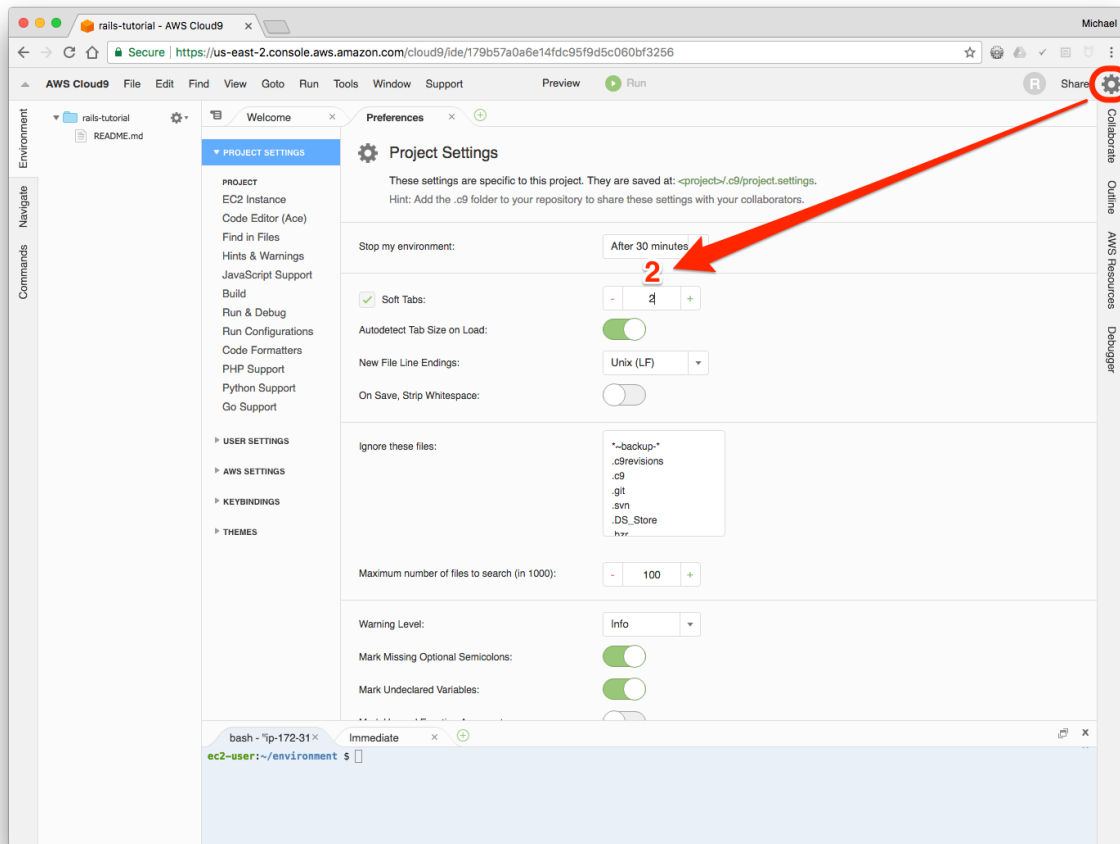 rails-tutorial - AWS Cloud9
Michael
Secure | https://us-east-2.console.aws.amazon.com/cloud9/ide/179b57a0a6e14fdc95f9d5c060bf3256
AWS Cloud9 File Edit Find View Goto Run Tools Window Support Preview Run R Share
Environment
Navigate
Commands
rails-tutorial
README.md
Welcome
Preferences
PROJECT SETTINGS
PROJECT
EC2 Instance
Code Editor (Ace)
Find in Files
Hints & Warnings
JavaScript Support
Build
Run & Debug
Run Configurations
Code Formatters
PHP Support
Python Support
Go Support
USER SETTINGS
AWS SETTINGS
KEYBINDINGS
THEMES
Project Settings
These settings are specific to this project. They are saved at: <project>/.c9/project.settings.
Hint: Add the .c9 folder to your repository to share these settings with your collaborators.
Stop my environment: After 30 minutes
2
Soft Tabs: - 2 +
Autodetect Tab Size on Load:
New File Line Endings: Unix (LF)
On Save, Strip Whitespace:
Ignore these files:
*~backup-*
.c9revisions
.c9
.git
.svn
.DS_Store
.bzr
Maximum number of files to search (in 1000): - 100 +
Warning Level: Info
Mark Missing Optional Semicolons:
Mark Undeclared Variables:
Collaborate
Outline
AWS Resources
Debugger
bash - "ip-172-31
Immediate
ec2-user:~/environment $